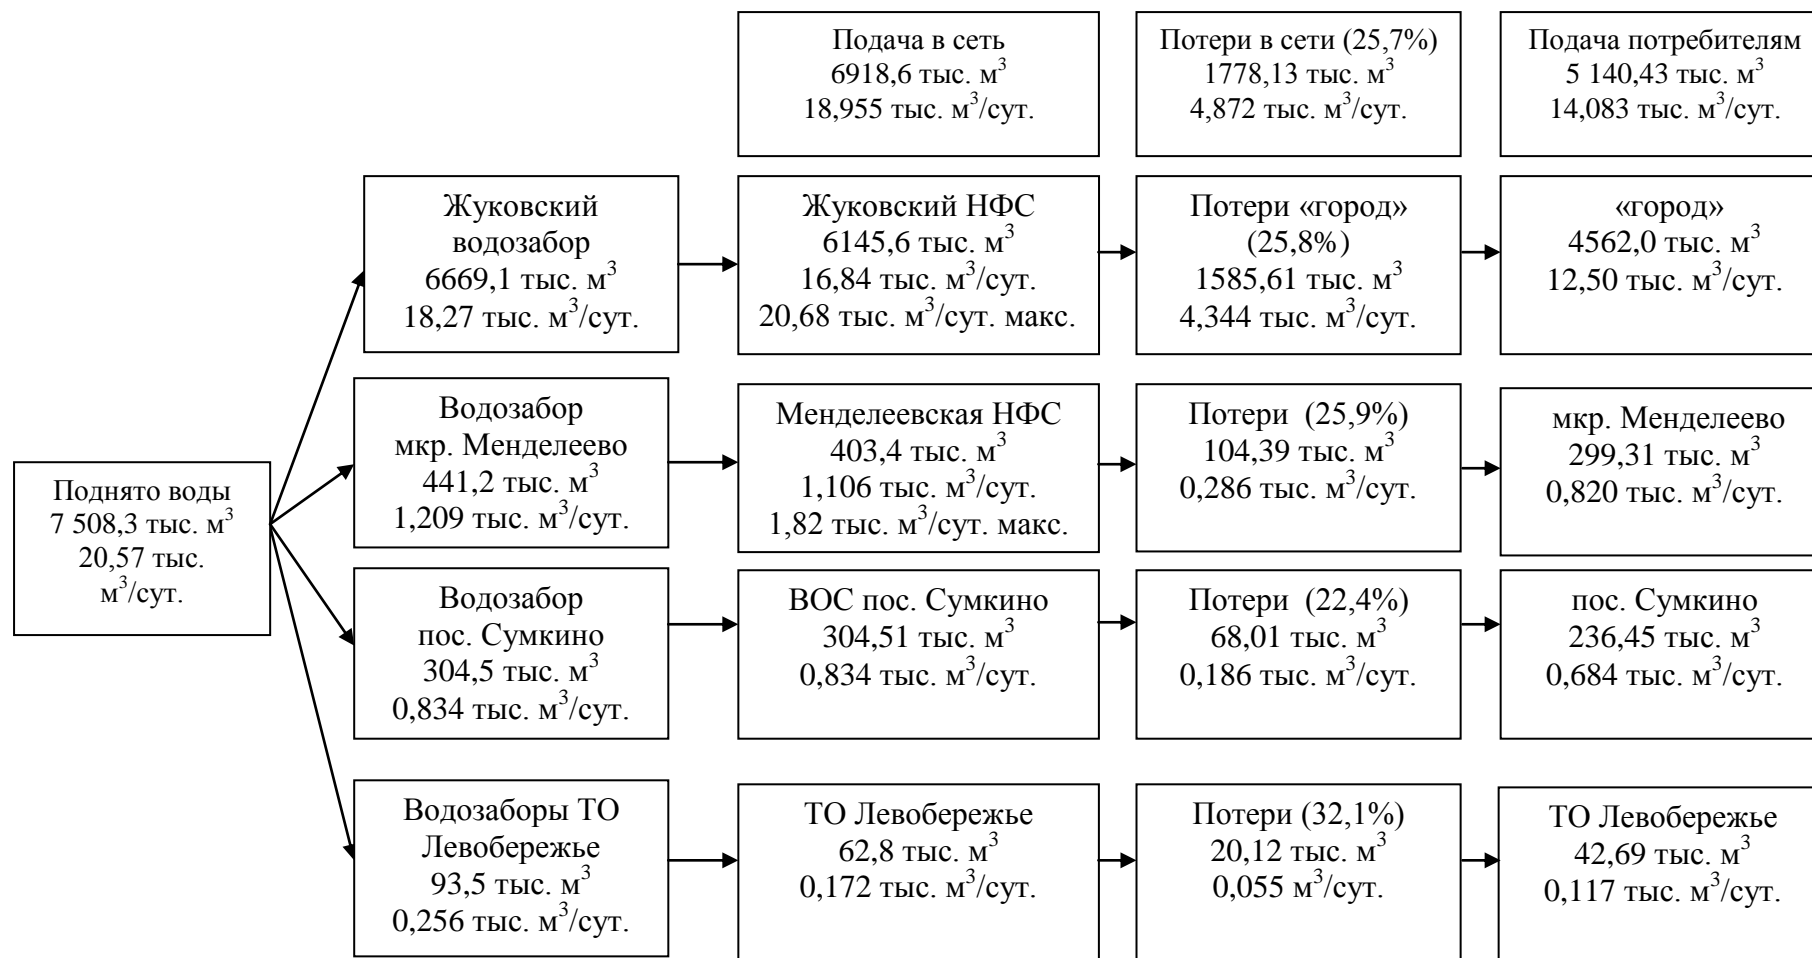 Подача в сеть
6918,6 тыс. м³
18,955 тыс. м³/сут.
Потери в сети (25,7%)
1778,13 тыс. м³
4,872 тыс. м³/сут.
Подача потребителям
5 140,43 тыс. м³
14,083 тыс. м³/сут.
Поднято воды
7 508,3 тыс. м³
20,57 тыс.
м³/сут.
Жуковский
водозабор
6669,1 тыс. м³
18,27 тыс. м³/сут.
Жуковский НФС
6145,6 тыс. м³
16,84 тыс. м³/сут.
20,68 тыс. м³/сут. макс.
Потери «город»
(25,8%)
1585,61 тыс. м³
4,344 тыс. м³/сут.
«город»
4562,0 тыс. м³
12,50 тыс. м³/сут.
Водозабор
мкр. Менделеево
441,2 тыс. м³
1,209 тыс. м³/сут.
Менделеевская НФС
403,4 тыс. м³
1,106 тыс. м³/сут.
1,82 тыс. м³/сут. макс.
Потери (25,9%)
104,39 тыс. м³
0,286 тыс. м³/сут.
мкр. Менделеево
299,31 тыс. м³
0,820 тыс. м³/сут.
Водозабор
пос. Сумкино
304,5 тыс. м³
0,834 тыс. м³/сут.
ВОС пос. Сумкино
304,51 тыс. м³
0,834 тыс. м³/сут.
Потери (22,4%)
68,01 тыс. м³
0,186 тыс. м³/сут.
пос. Сумкино
236,45 тыс. м³
0,684 тыс. м³/сут.
Водозаборы ТО
Левобережье
93,5 тыс. м³
0,256 тыс. м³/сут.
ТО Левобережье
62,8 тыс. м³
0,172 тыс. м³/сут.
Потери (32,1%)
20,12 тыс. м³
0,055 м³/сут.
ТО Левобережье
42,69 тыс. м³
0,117 тыс. м³/сут.